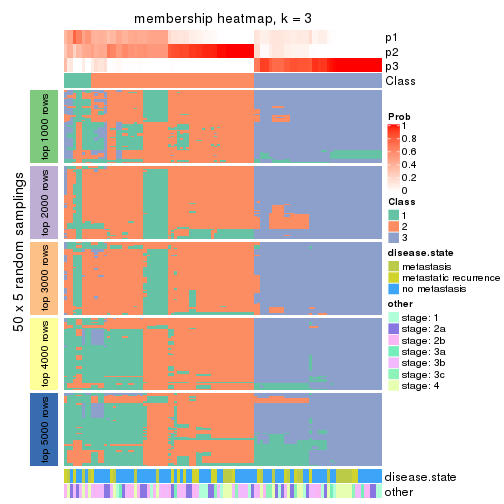 membership heatmap, k = 3
p1
p2
p3
Class
50 x 5 random samplings
top 1000 rows
top 2000 rows
top 3000 rows
top 4000 rows
top 5000 rows
disease.state
other
Prob
1
0.8
0.6
0.4
0.2
0
Class
1
2
3
disease.state
metastasis
metastatic recurrence
no metastasis
other
stage: 1
stage: 2a
stage: 2b
stage: 3a
stage: 3b
stage: 3c
stage: 4